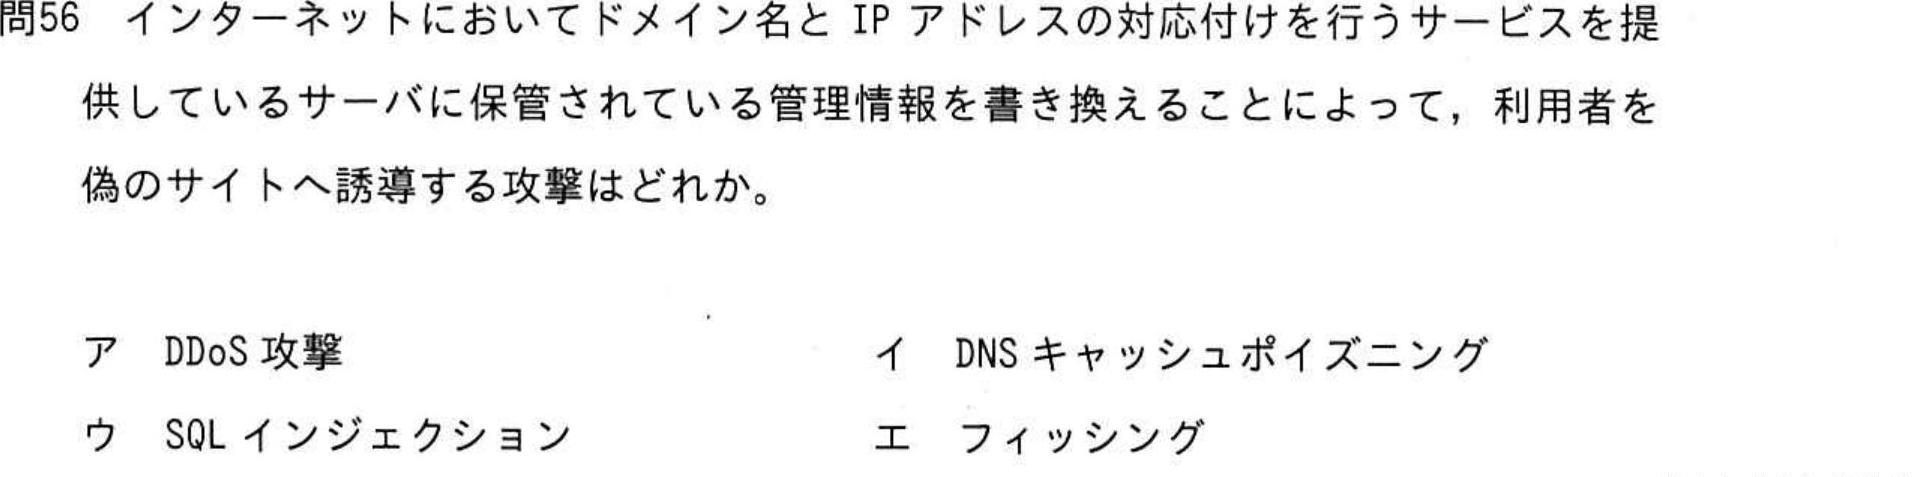 問56　インターネットにおいてドメイン名と IP アドレスの対応付けを行うサービスを提
供しているサーバに保管されている管理情報を書き換えることによって，利用者を
偽のサイトへ誘導する攻撃はどれか。
ア　DDoS 攻撃　イ　DNS キャッシュポイズニング
ウ　SQL インジェクション　エ　フィッシング